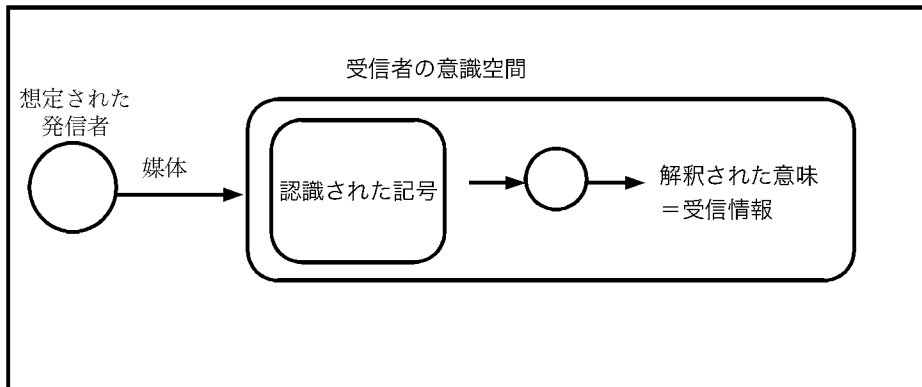 受信者の意識空間
想定された
発信者
媒体
認識された記号
解釈された意味
＝受信情報